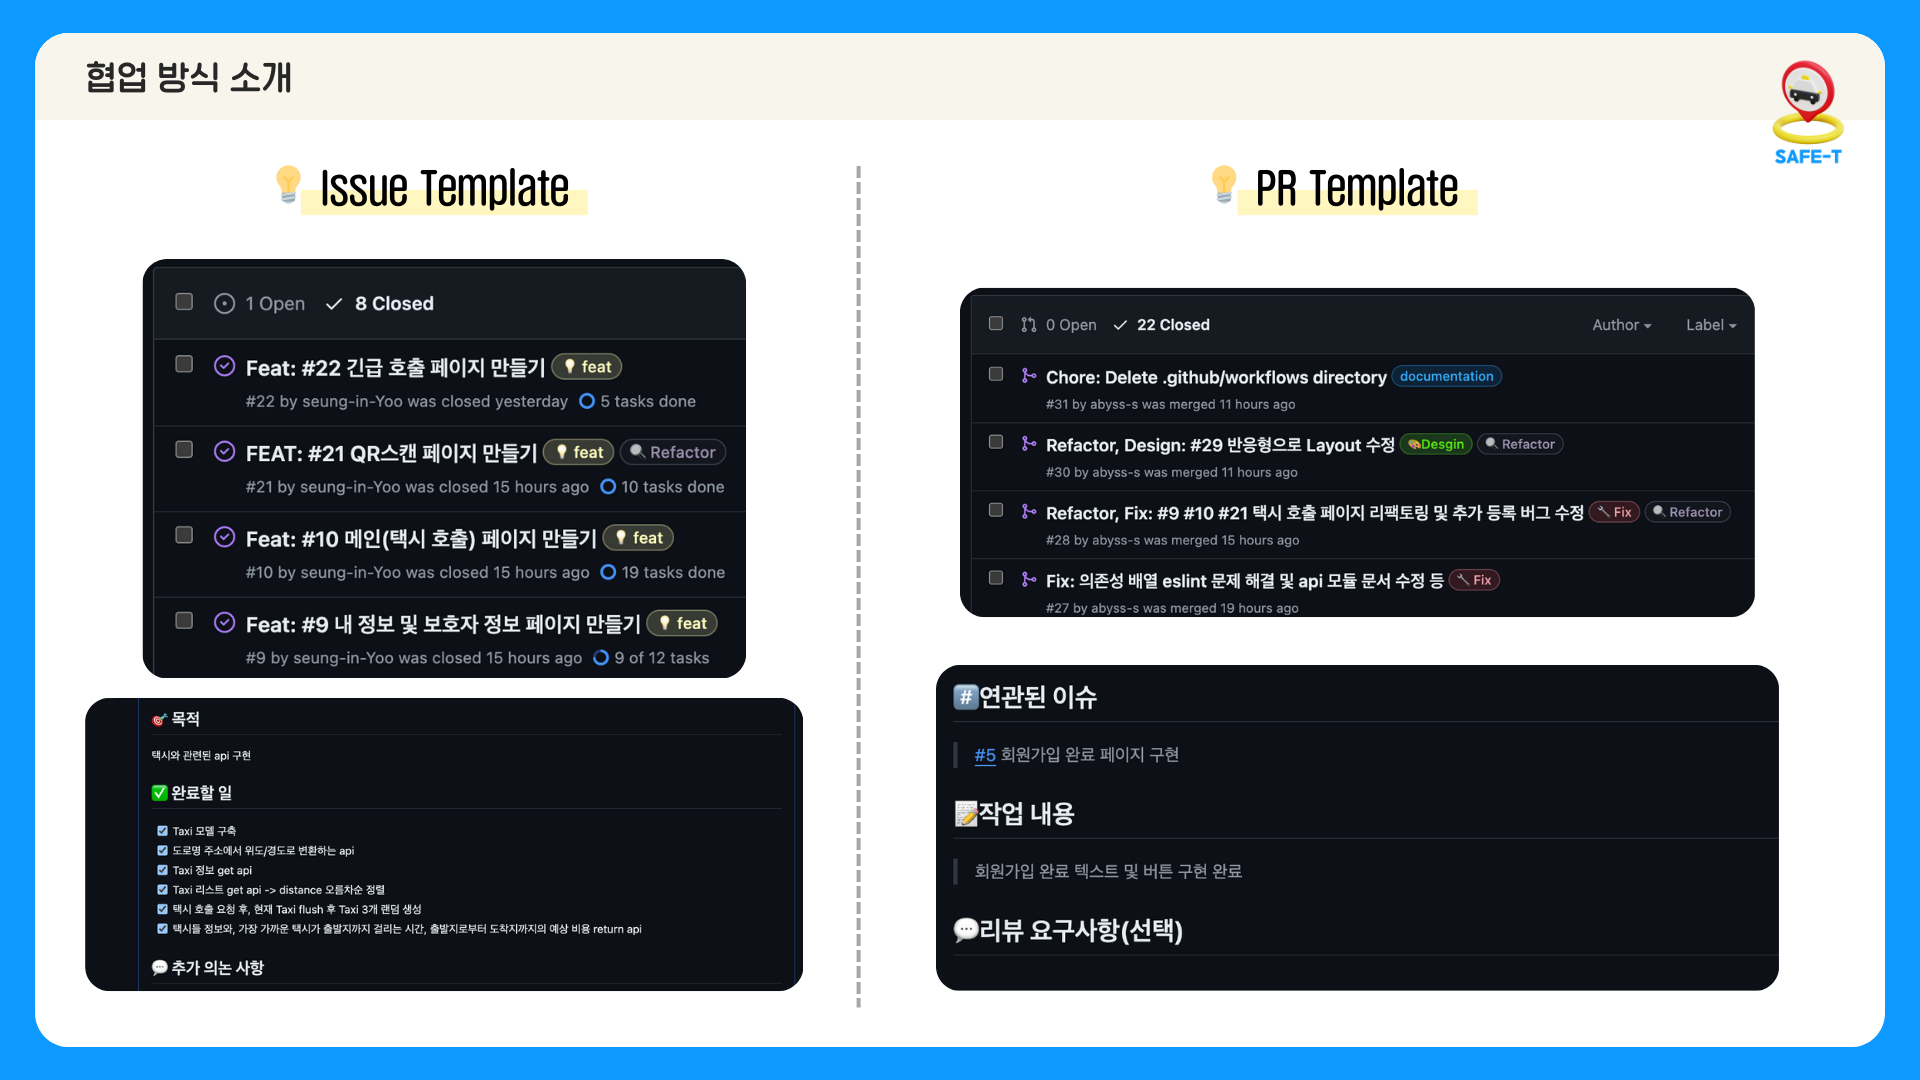 협업 방식 소개
SAFE-T
Issue Template
1 Open 8 Closed
Feat: #22 긴급 호출 페이지 만들기 feat
#22 by seung-in-Yoo was closed yesterday 5 tasks done
FEAT: #21 QR스캔 페이지 만들기 feat Refactor
#21 by seung-in-Yoo was closed 15 hours ago 10 tasks done
Feat: #10 메인(택시 호출) 페이지 만들기 feat
#10 by seung-in-Yoo was closed 15 hours ago 19 tasks done
Feat: #9 내 정보 및 보호자 정보 페이지 만들기 feat
#9 by seung-in-Yoo was closed 15 hours ago 9 of 12 tasks
목적
택시와 관련된 api 구현
완료할 일
Taxi 모델 구축
도로명 주소에서 위도/경도로 변환하는 api
Taxi 정보 get api
Taxi 리스트 get api -> distance 오름차순 정렬
택시 호출 요청 후, 현재 Taxi flush 후 Taxi 3개 랜덤 생성
택시들 정보와, 가장 가까운 택시가 출발지까지 걸리는 시간, 출발지로부터 도착지까지의 예상 비용 return api
추가 의논 사항
PR Template
0 Open 22 Closed Author Label
Chore: Delete .github/workflows directory documentation
#31 by abyss-s was merged 11 hours ago
Refactor, Design: #29 반응형으로 Layout 수정 Desgin Refactor
#30 by abyss-s was merged 11 hours ago
Refactor, Fix: #9 #10 #21 택시 호출 페이지 리팩토링 및 추가 등록 버그 수정 Fix Refactor
#28 by abyss-s was merged 15 hours ago
Fix: 의존성 배열 eslint 문제 해결 및 api 모듈 문서 수정 등 Fix
#27 by abyss-s was merged 19 hours ago
#️⃣연관된 이슈
#5 회원가입 완료 페이지 구현
작업 내용
회원가입 완료 텍스트 및 버튼 구현 완료
리뷰 요구사항(선택)